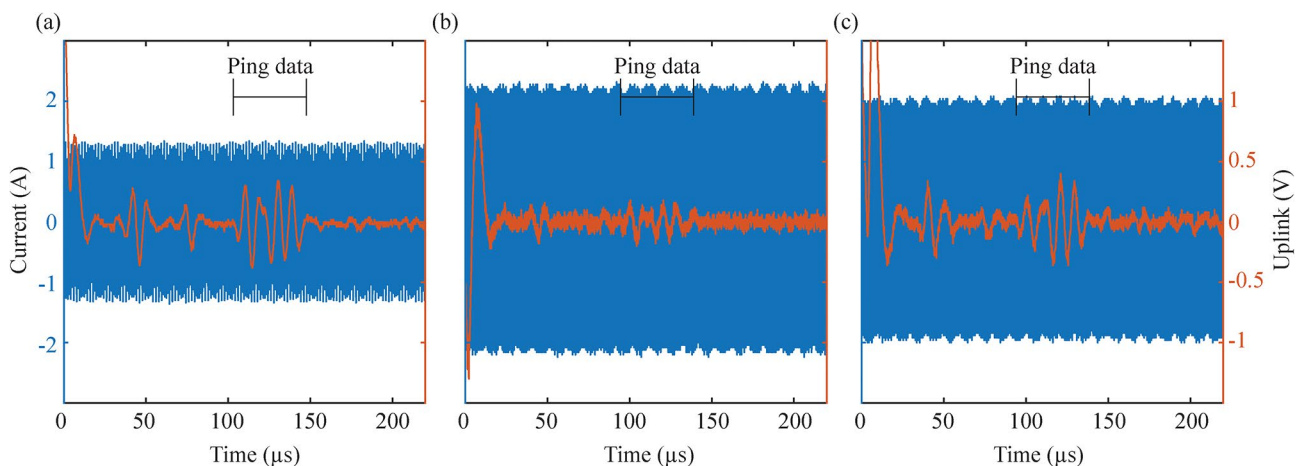 (a)
(b)
(c)
Ping data
Ping data
Ping data
2
1
0
-1
-2
Current (A)
1
0.5
0
-0.5
-1
Uplink (V)
0 50 100 150 200
0 50 100 150 200
0 50 100 150 200
Time (µs)
Time (µs)
Time (µs)